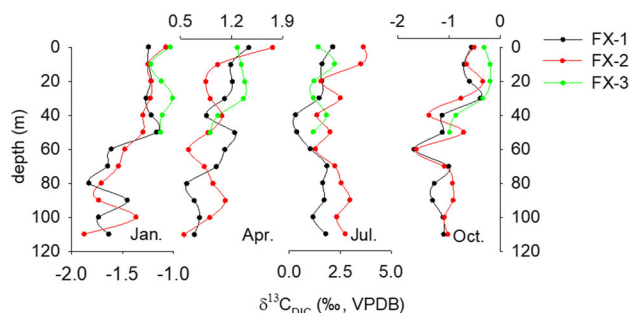 0.5 1.2 1.9
-2 -1 0
FX-1
FX-2
FX-3
0
20
40
60
80
100
120
depth (m)
Jan.
Apr.
Jul.
Oct.
0
20
40
60
80
100
120
-2.0 -1.5 -1.0
0.0 2.5 5.0
δ¹³C_DIC (‰, VPDB)